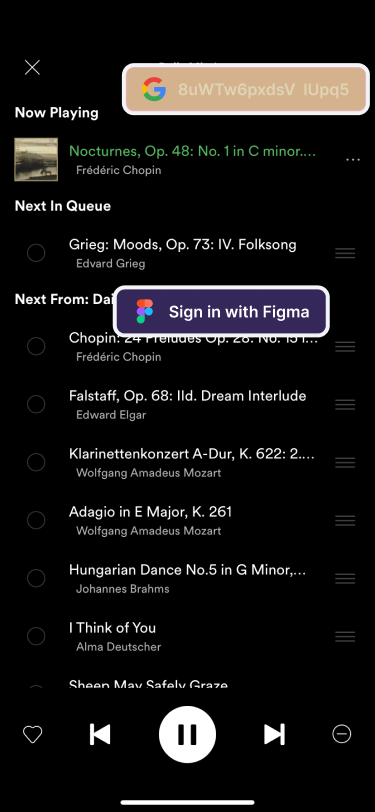 8uWTw6pxdsV lUpq5
Now Playing
Nocturnes, Op. 48: No. 1 in C minor....
Frédéric Chopin
Next In Queue
Grieg: Moods, Op. 73: IV. Folksong
Edvard Grieg
Next From: Dai
Sign in with Figma
Chopin: 24 Preludes Op. 28: No. 15 1...
Frédéric Chopin
Falstaff, Op. 68: IId. Dream Interlude
Edward Elgar
Klarinettenkonzert A-Dur, K. 622: 2....
Wolfgang Amadeus Mozart
Adagio in E Major, K. 261
Wolfgang Amadeus Mozart
Hungarian Dance No.5 in G Minor,...
Johannes Brahms
I Think of You
Alma Deutscher
Sheep May Safely Graze